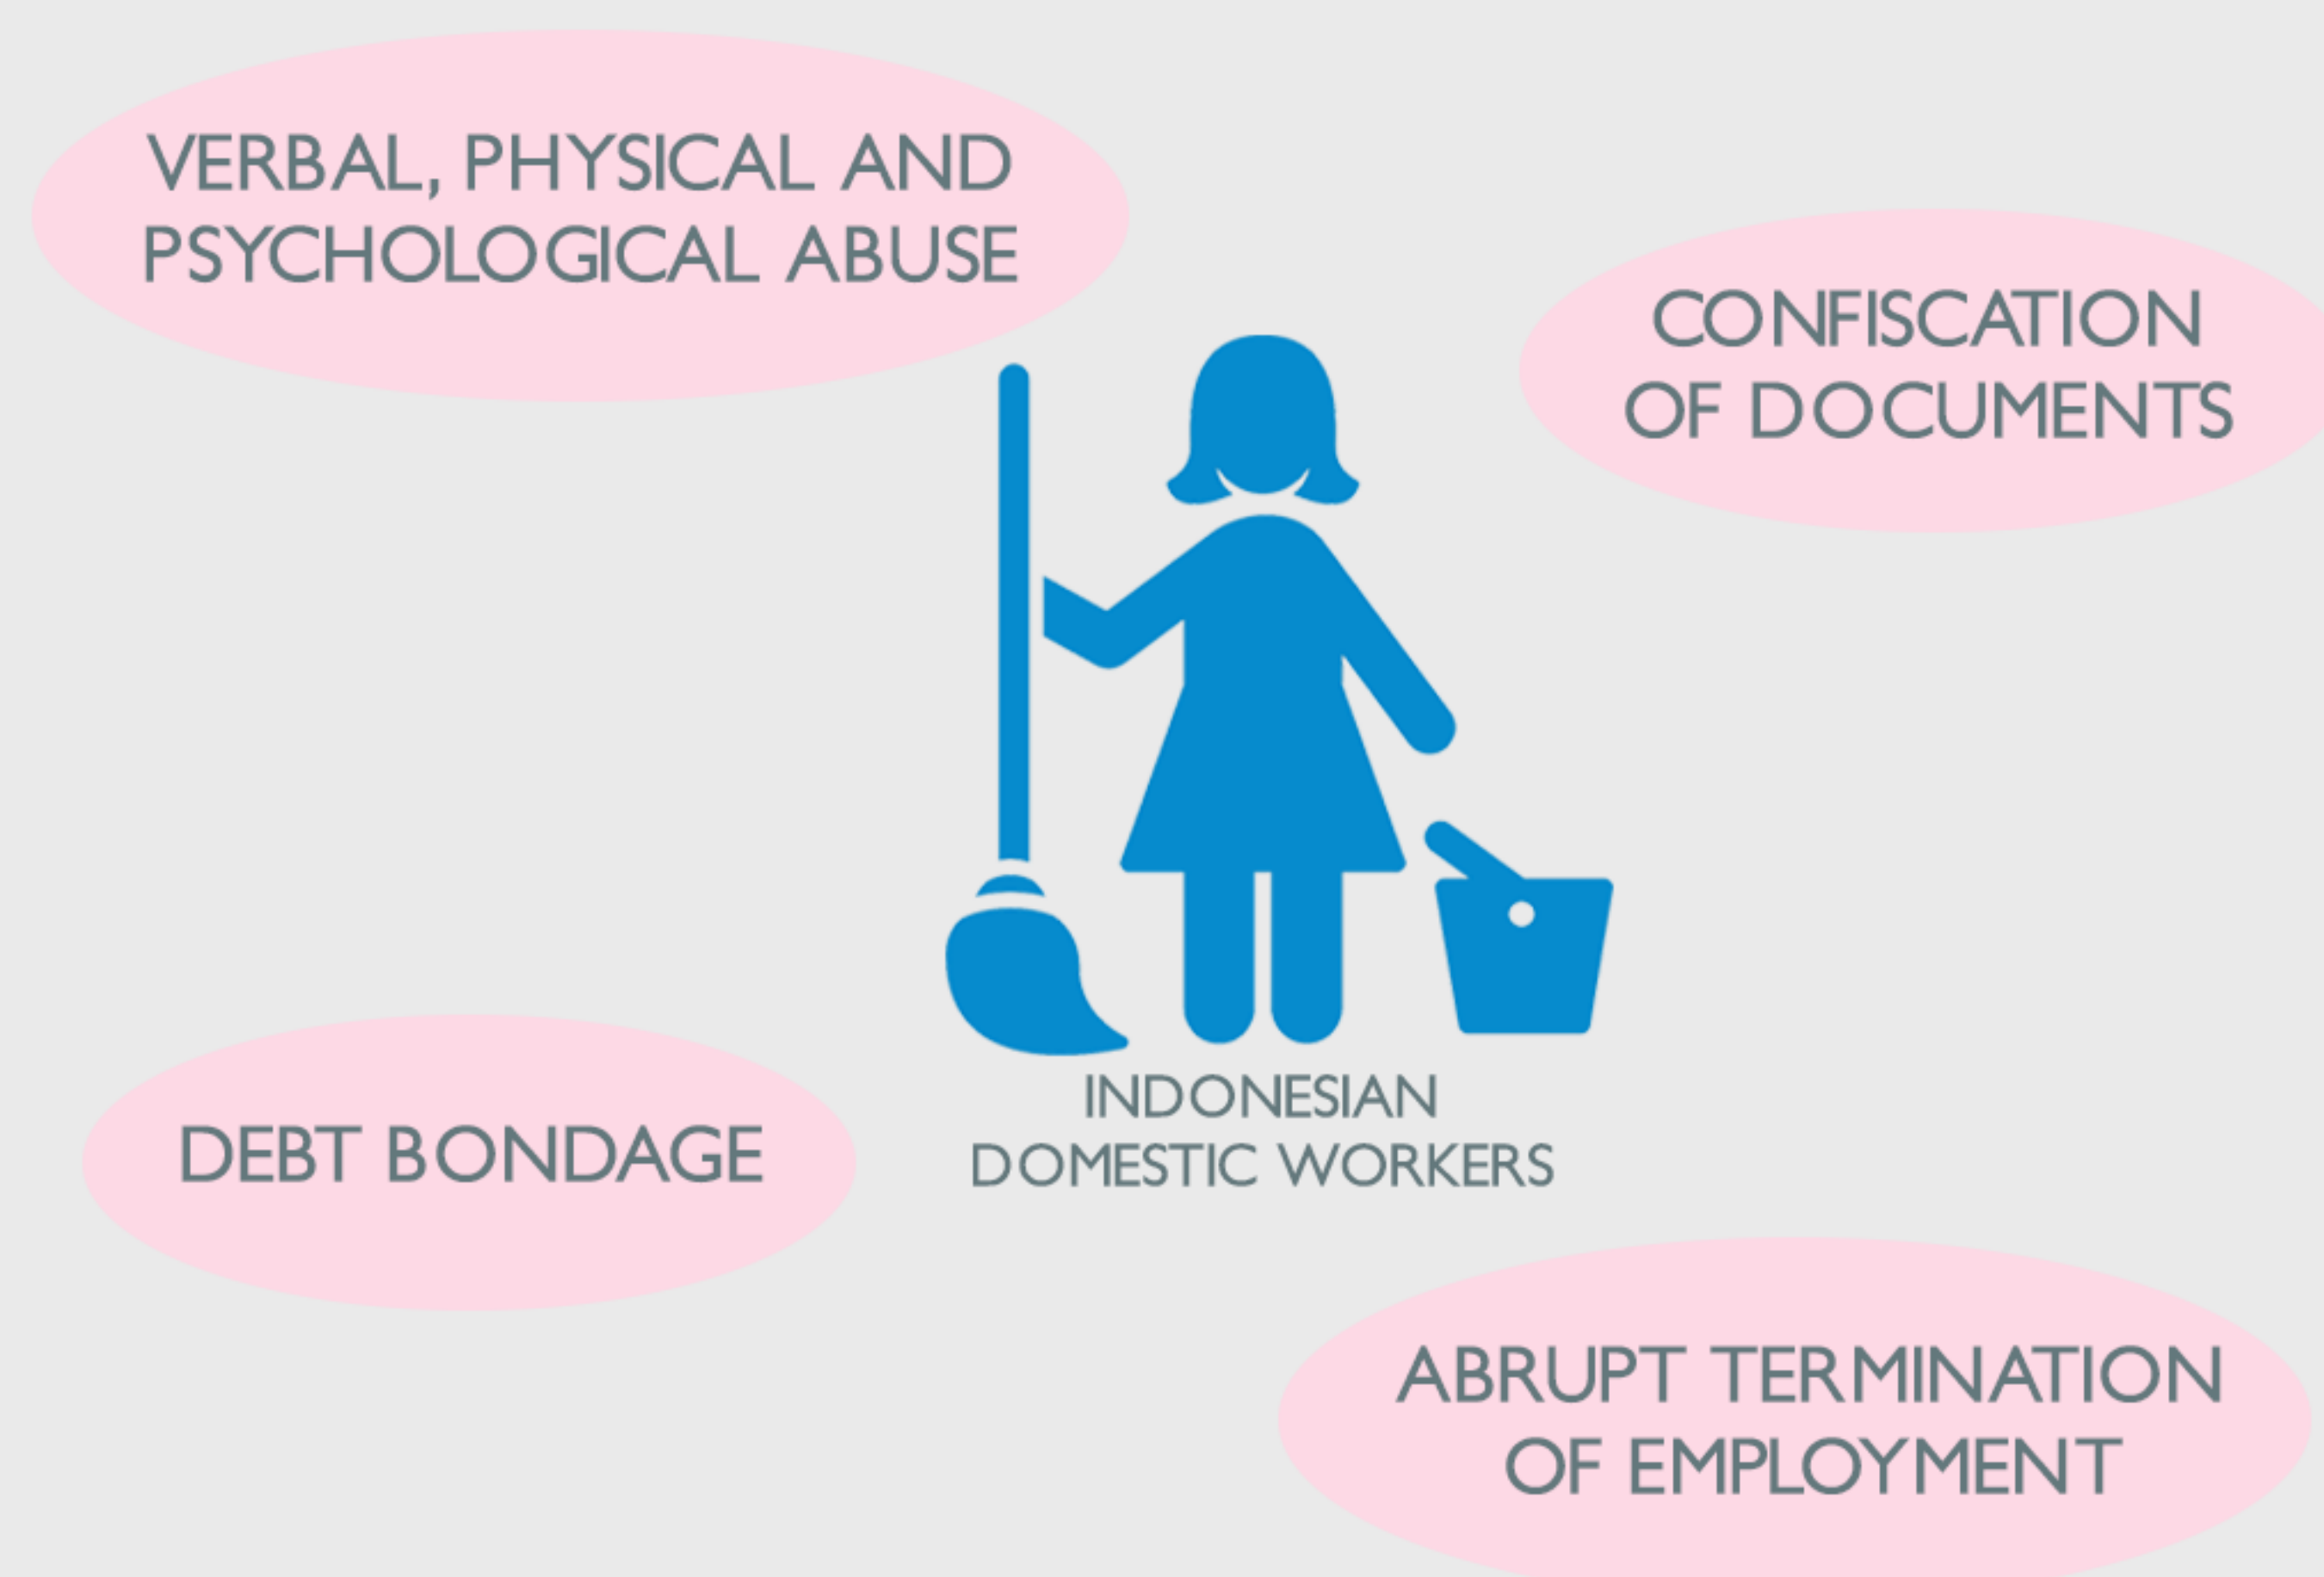 VERBAL, PHYSICAL AND
PSYCHOLOGICAL ABUSE
CONFISCATION
OF DOCUMENTS
DEBT BONDAGE
INDONESIAN
DOMESTIC WORKERS
ABRUPT TERMINATION
OF EMPLOYMENT